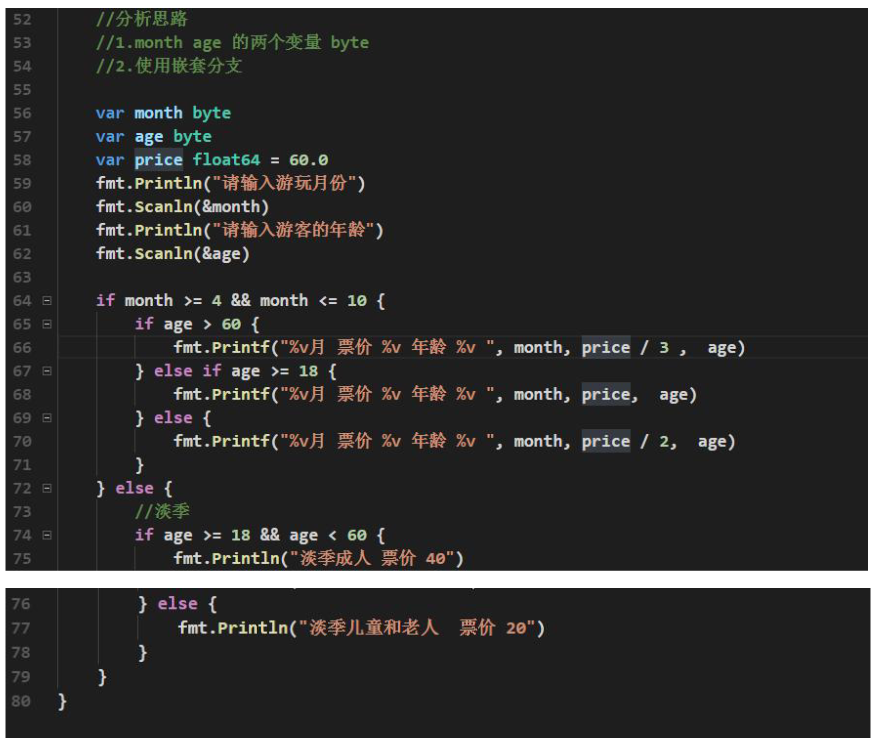 52 //分析思路
53 //1.month age 的两个变量 byte
54 //2.使用嵌套分支
55
56 var month byte
57 var age byte
58 var price float64 = 60.0
59 fmt.Println("请输入游玩月份")
60 fmt.Scanln(&month)
61 fmt.Println("请输入游客的年龄")
62 fmt.Scanln(&age)
63
64 if month >= 4 && month <= 10 {
65 if age > 60 {
66 fmt.Printf("%v月 票价 %v 年龄 %v ", month, price / 3 ,  age)
67 } else if age >= 18 {
68 fmt.Printf("%v月 票价 %v 年龄 %v ", month, price,  age)
69 } else {
70 fmt.Printf("%v月 票价 %v 年龄 %v ", month, price / 2,  age)
71 }
72 } else {
73 //淡季
74 if age >= 18 && age < 60 {
75 fmt.Println("淡季成人 票价 40")
76 } else {
77 fmt.Println("淡季儿童和老人  票价 20")
78 }
79 }
80 }